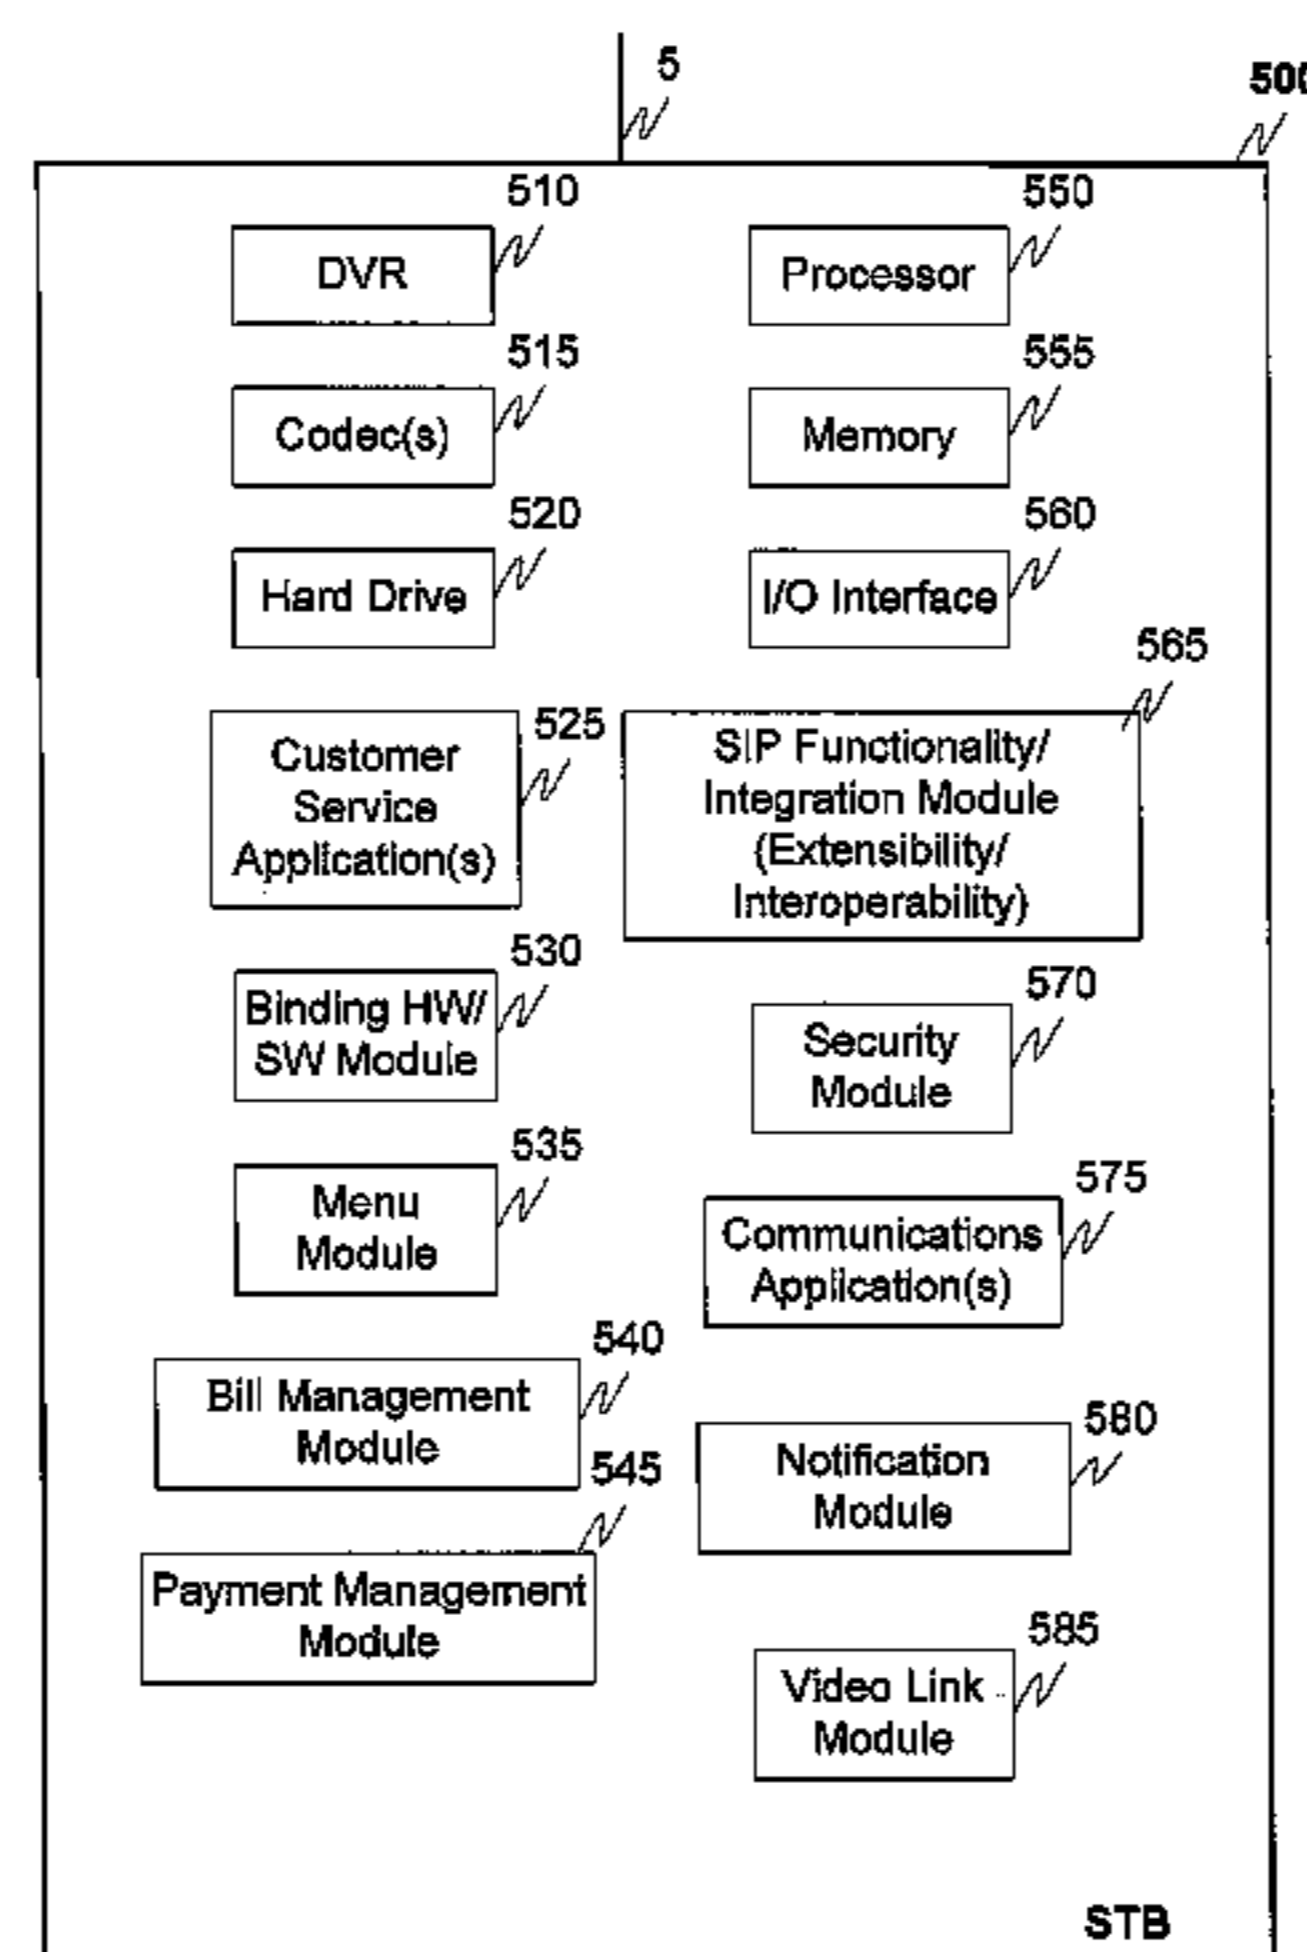 5
500
510
DVR
515
Codec(s)
520
Hard Drive
525
Customer
Service
Application(s)
530
Binding HW/
SW Module
535
Menu
Module
540
Bill Management
Module
545
Payment Management
Module
550
Processor
555
Memory
560
I/O Interface
565
SIP Functionality/
Integration Module
(Extensibility/
Interoperability)
570
Security
Module
575
Communications
Application(s)
580
Notification
Module
585
Video Link
Module
STB